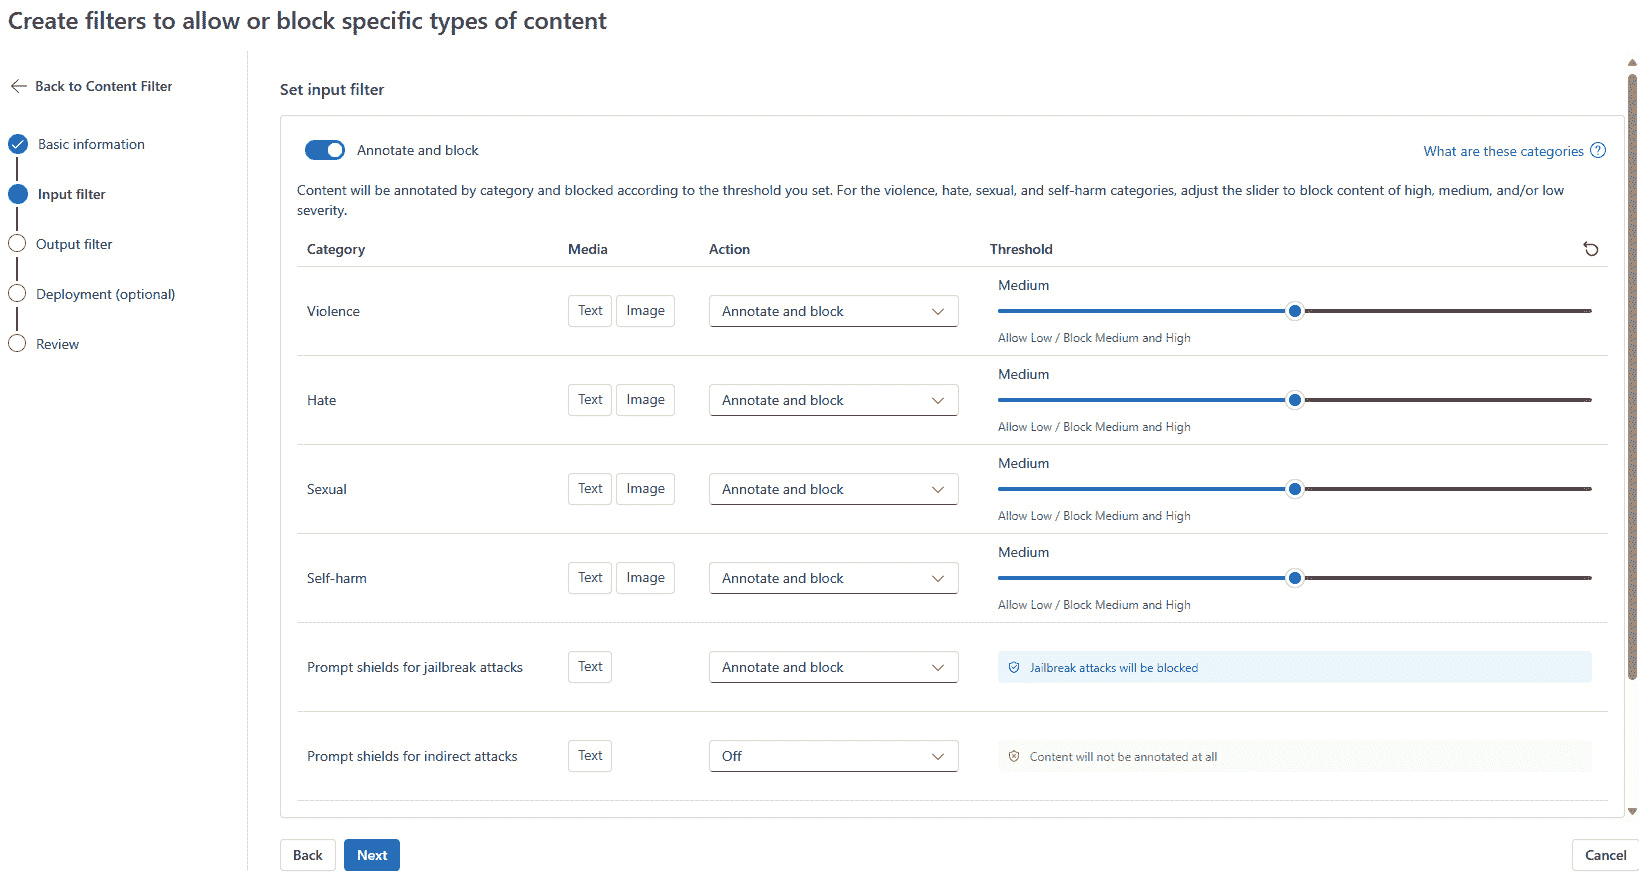 Create filters to allow or block specific types of content
Back to Content Filter
Basic information
Input filter
Output filter
Deployment (optional)
Review
Set input filter
Annotate and block
What are these categories
Content will be annotated by category and blocked according to the threshold you set. For the violence, hate, sexual, and self-harm categories, adjust the slider to block content of high, medium, and/or low
severity.
Category Media Action Threshold
Violence Text Image Annotate and block Medium
Allow Low / Block Medium and High
Hate Text Image Annotate and block Medium
Allow Low / Block Medium and High
Sexual Text Image Annotate and block Medium
Allow Low / Block Medium and High
Self-harm Text Image Annotate and block Medium
Allow Low / Block Medium and High
Prompt shields for jailbreak attacks Text Annotate and block Jailbreak attacks will be blocked
Prompt shields for indirect attacks Text Off Content will not be annotated at all
Back Next Cancel